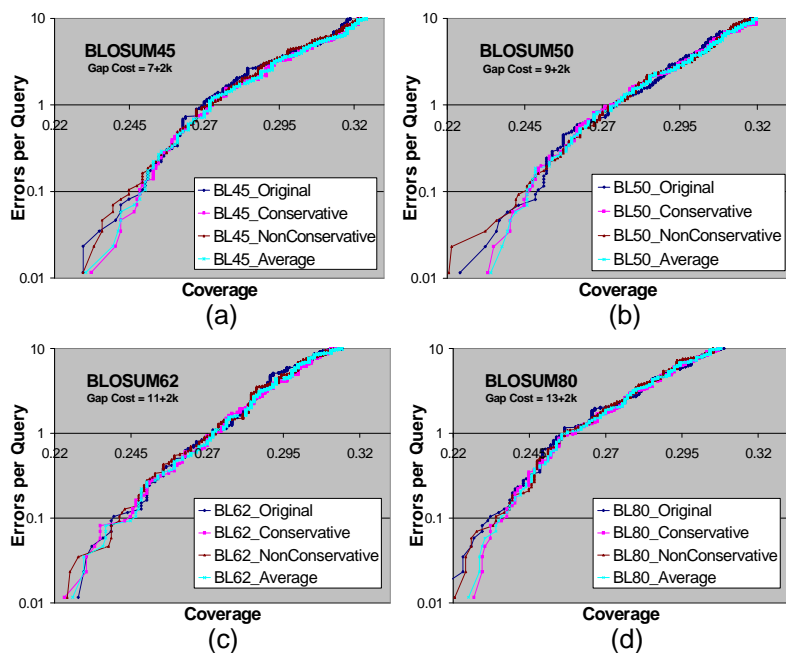 BLOSUM45
Gap Cost = 7+2k
Errors per Query
10
1
0.1
0.01
0.22 0.245 0.27 0.295 0.32
BL45_Original
BL45_Conservative
BL45_NonConservative
BL45_Average
Coverage
(a)
BLOSUM50
Gap Cost = 9+2k
Errors per Query
10
1
0.1
0.01
0.22 0.245 0.27 0.295 0.32
BL50_Original
BL50_Conservative
BL50_NonConservative
BL50_Average
Coverage
(b)
BLOSUM62
Gap Cost = 11+2k
Errors per Query
10
1
0.1
0.01
0.22 0.245 0.27 0.295 0.32
BL62_Original
BL62_Conservative
BL62_NonConservative
BL62_Average
Coverage
(c)
BLOSUM80
Gap Cost = 13+2k
Errors per Query
10
1
0.1
0.01
0.22 0.245 0.27 0.295 0.32
BL80_Original
BL80_Conservative
BL80_NonConservative
BL80_Average
Coverage
(d)